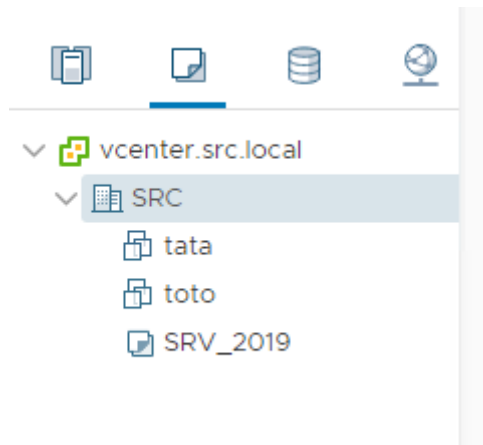 vcenter.src.local
SRC
tata
toto
SRV_2019